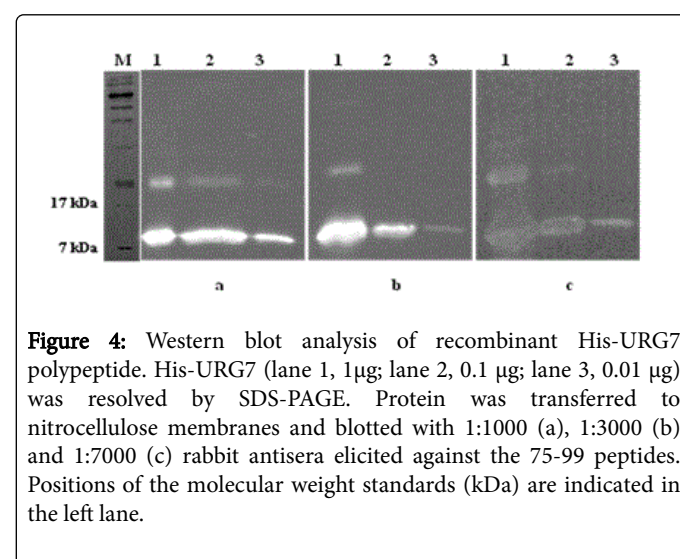 M 1 2 3 1 2 3 1 2 3
17 kDa
7 kDa
a b c
Figure 4: Western blot analysis of recombinant His-URG7
polypeptide. His-URG7 (lane 1, 1μg; lane 2, 0.1 μg; lane 3, 0.01 μg)
was resolved by SDS-PAGE. Protein was transferred to
nitrocellulose membranes and blotted with 1:1000 (a), 1:3000 (b)
and 1:7000 (c) rabbit antisera elicited against the 75-99 peptides.
Positions of the molecular weight standards (kDa) are indicated in
the left lane.